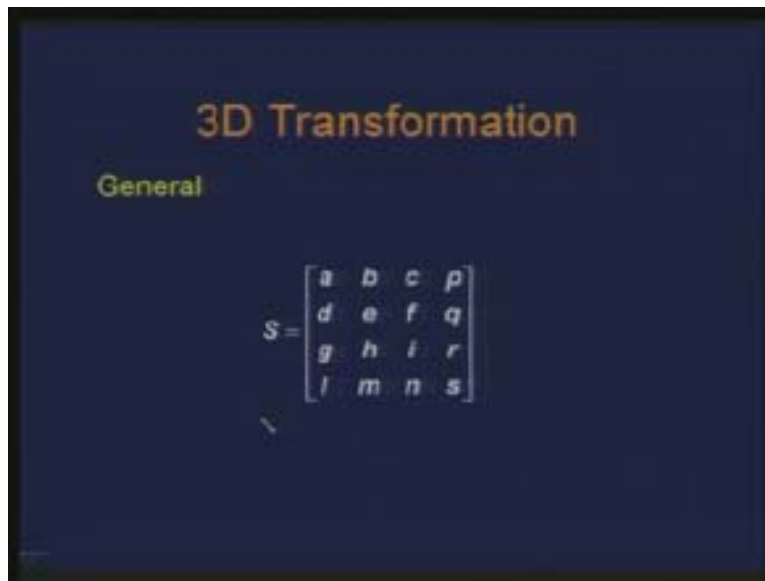 3D Transformation
General
S = [a b c p
d e f q
g h i r
l m n s]